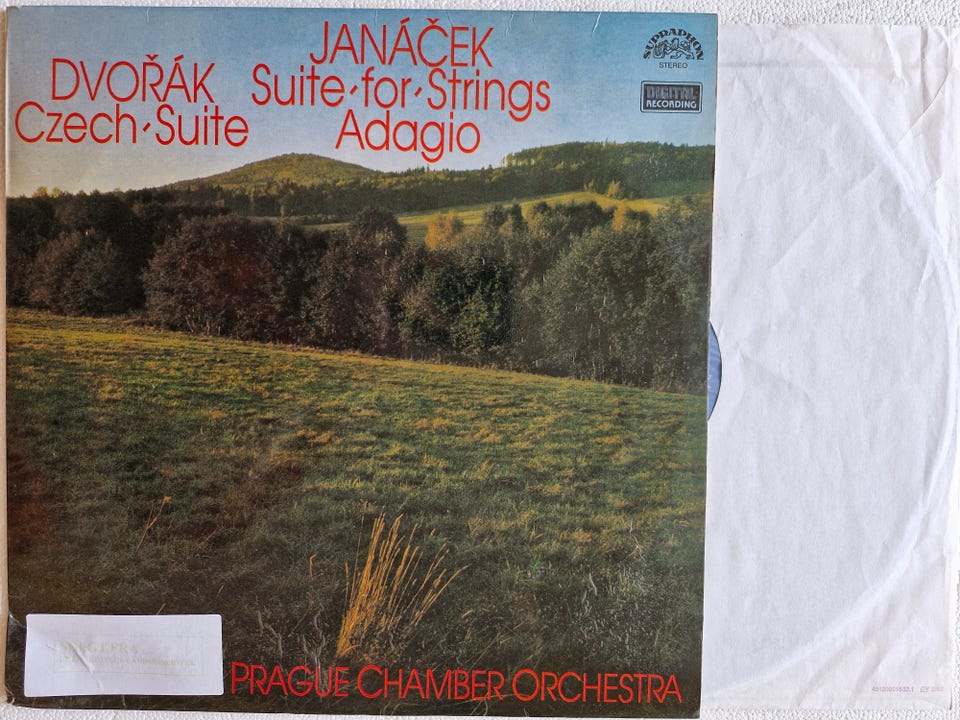 DVOŘÁK
Czech-Suite
JANÁČEK
Suite-for-Strings
Adagio
SUPRAPHON
STEREO
DIGITAL
RECORDING
PRAGUE CHAMBER ORCHESTRA